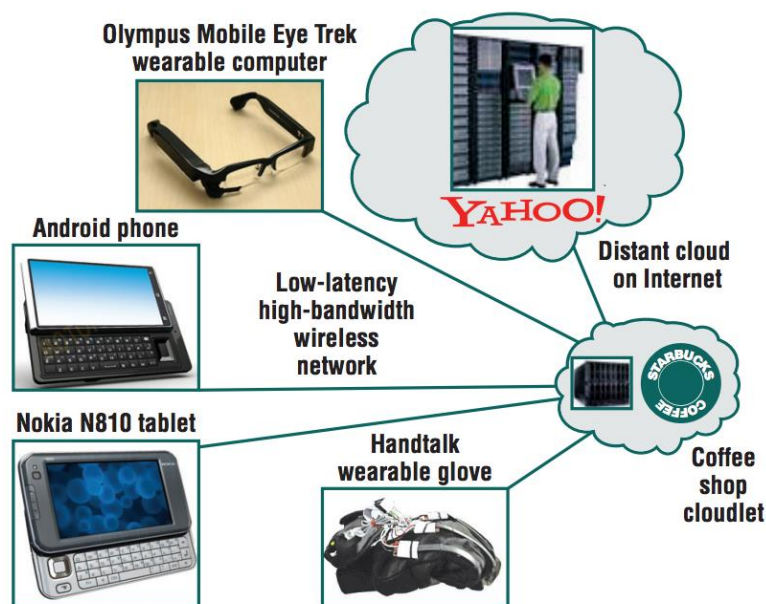 Olympus Mobile Eye Trek
wearable computer
YAHOO!
Android phone
Distant cloud
on Internet
Low-latency
high-bandwidth
wireless
network
STARBUCKS
COFFEE
Nokia N810 tablet
Handtalk
wearable glove
Coffee
shop
cloudlet